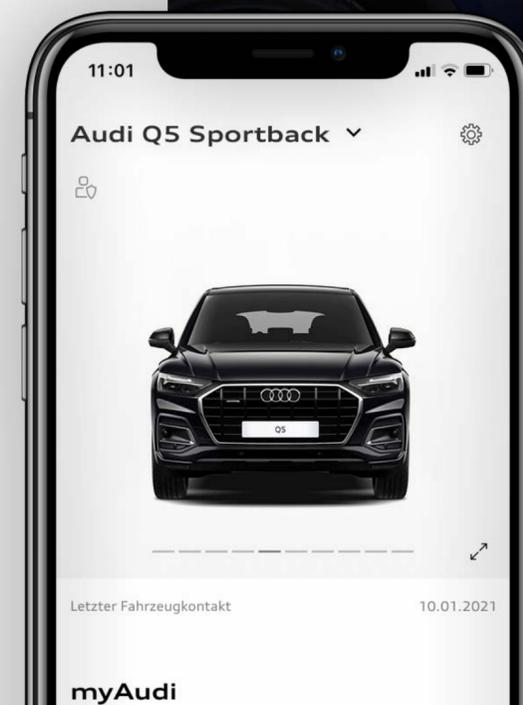 11:01
Audi Q5 Sportback
Q5
Letzter Fahrzeugkontakt 10.01.2021
myAudi